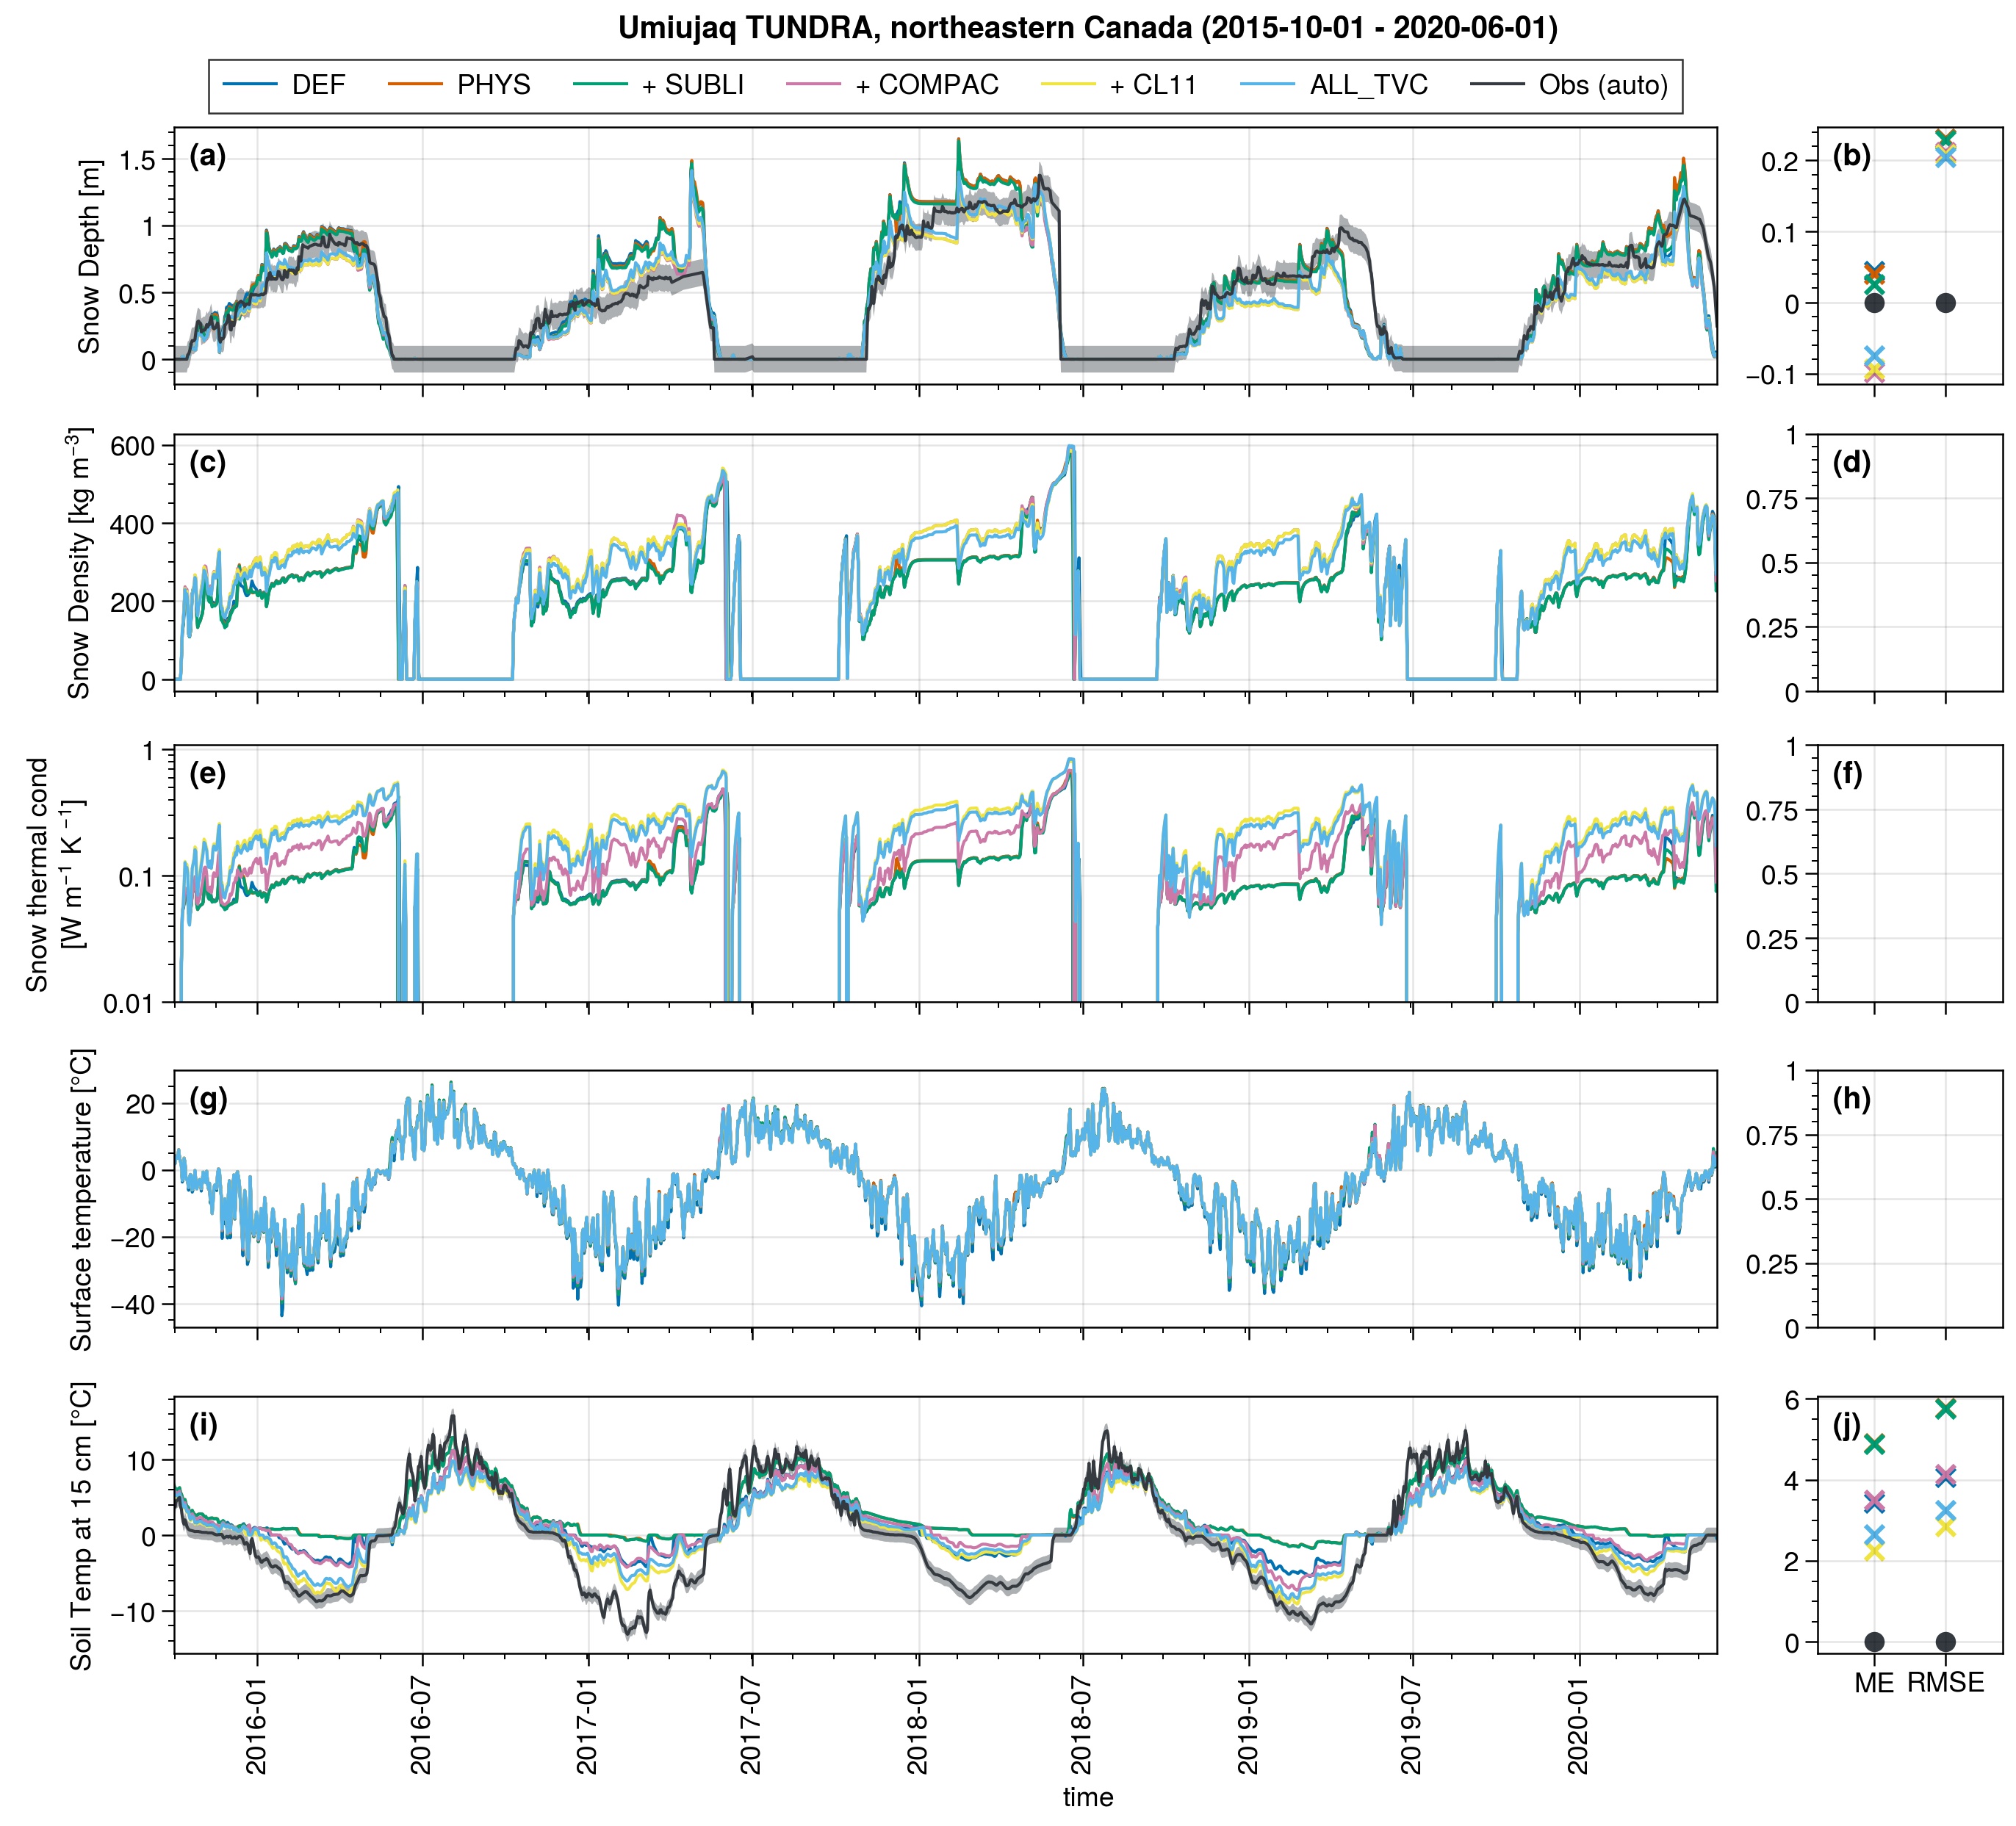 Umiujaq TUNDRA, northeastern Canada (2015-10-01 - 2020-06-01)
DEF PHYS + SUBLI + COMPAC + CL11 ALL_TVC Obs (auto)
Snow Depth [m]
(a)
1.5
1
0.5
0
(b)
0.2
0.1
0
−0.1
Snow Density [kg m⁻³]
(c)
600
400
200
0
(d)
1
0.75
0.5
0.25
0
Snow thermal cond
[W m⁻¹ K⁻¹]
(e)
1
0.1
0.01
(f)
1
0.75
0.5
0.25
0
Surface temperature [°C]
(g)
20
0
−20
−40
(h)
1
0.75
0.5
0.25
0
Soil Temp at 15 cm [°C]
(i)
10
0
−10
(j)
6
4
2
0
ME RMSE
2016-01
2016-07
2017-01
2017-07
2018-01
2018-07
2019-01
2019-07
2020-01
time